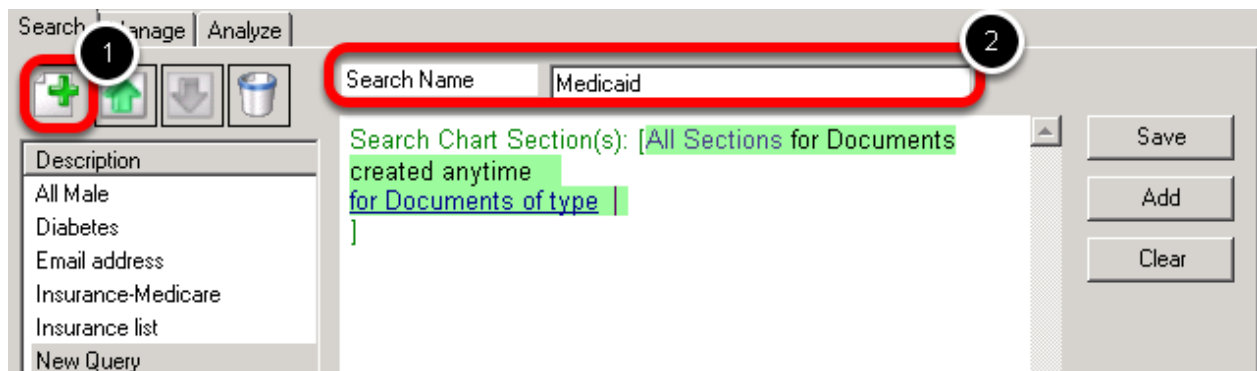 Search Manage Analyze
1
2
Search Name Medicaid
Search Chart Section(s): [All Sections for Documents
created anytime
for Documents of type
]
Save
Add
Clear
Description
All Male
Diabetes
Email address
Insurance-Medicare
Insurance list
New Query